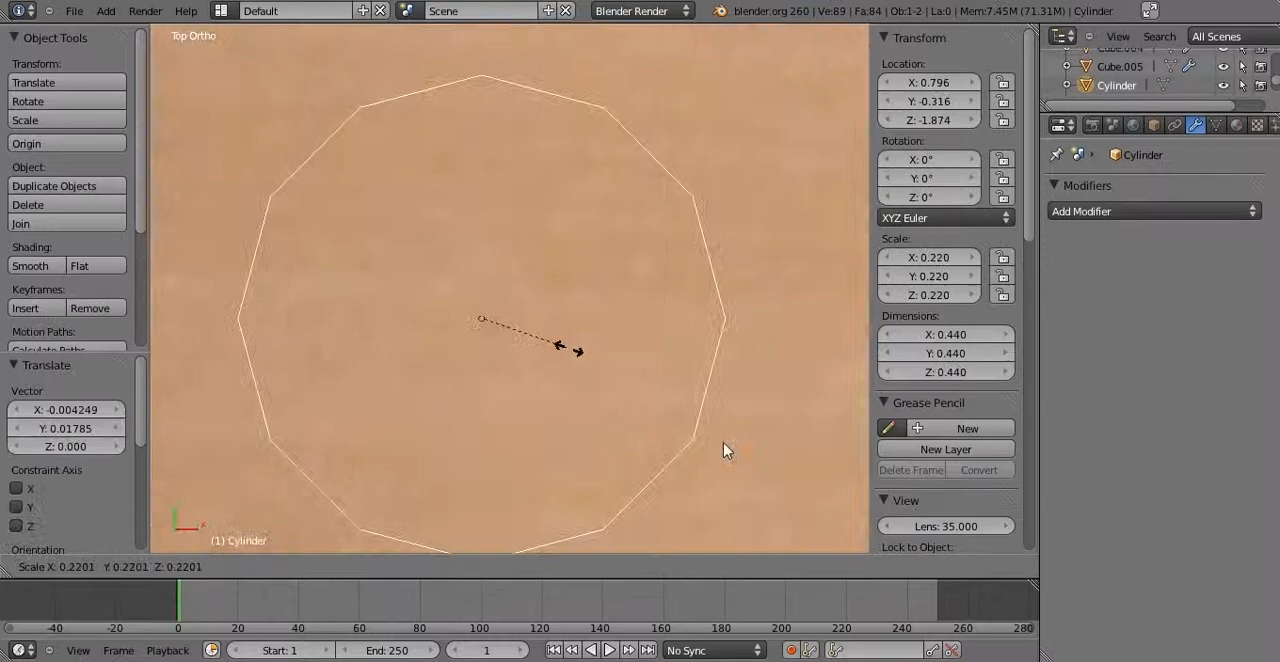 File Add Render Help Default Scene Blender Render blender.org 260 | Ve:89 | Fa:84 | Ob:1-2 | La:0 | Mem:7.45M (71.31M) | Cylinder
Object Tools
Transform:
Translate
Rotate
Scale
Origin
Object:
Duplicate Objects
Delete
Join
Shading:
Smooth Flat
Keyframes:
Insert Remove
Motion Paths:
Translate
Vector
X: -0.004249
Y: 0.01785
Z: 0.000
Constraint Axis
X
Y
Z
Orientation
Top Ortho
(1) Cylinder
Scale X: 0.2201 Y: 0.2201 Z: 0.2201
Transform
Location:
X: 0.796
Y: -0.316
Z: -1.874
Rotation:
X: 0°
Y: 0°
Z: 0°
XYZ Euler
Scale:
X: 0.220
Y: 0.220
Z: 0.220
Dimensions:
X: 0.440
Y: 0.440
Z: 0.440
Grease Pencil
New
New Layer
Delete Frame Convert
View
Lens: 35.000
Lock to Object:
View Search All Scenes
Cube.004
Cube.005
Cylinder
Cylinder
Modifiers
Add Modifier
-40 -20 0 20 40 60 80 100 120 140 160 180 200 220 240 260 280
View Frame Playback Start: 1 End: 250 1 No Sync